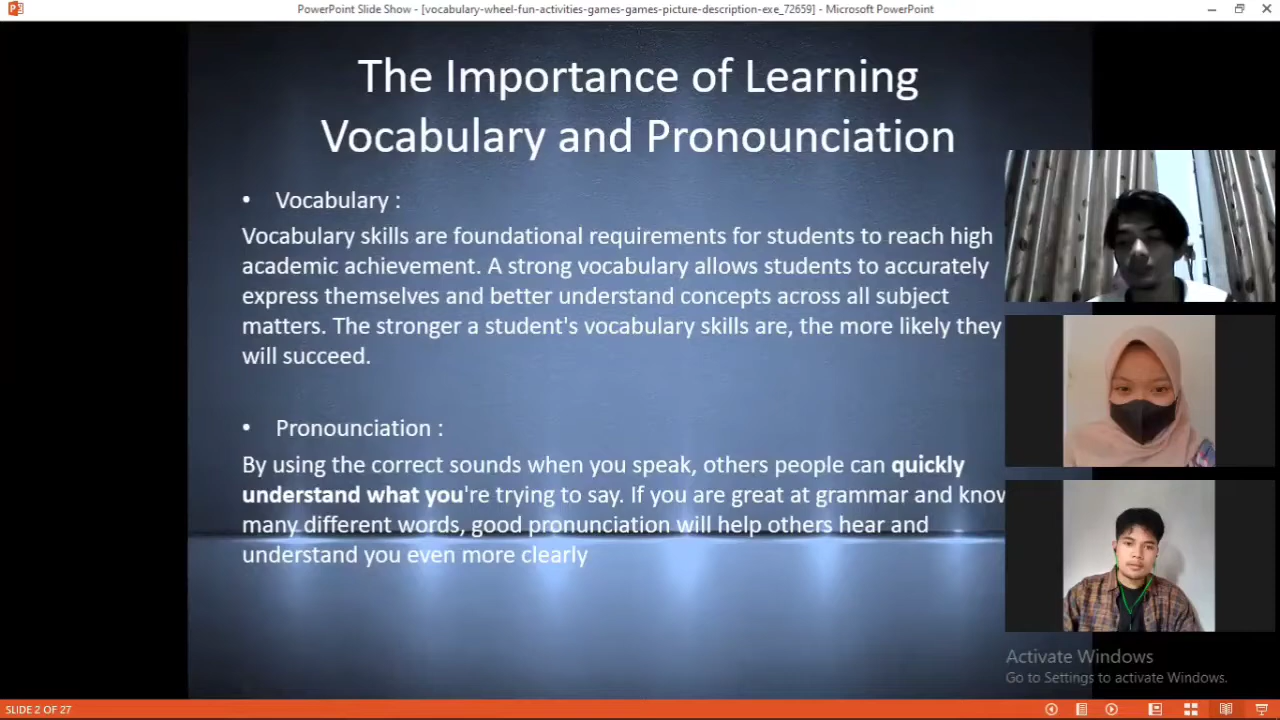 PowerPoint Slide Show - [vocabulary-wheel-fun-activities-games-games-picture-description-exe_72659] - Microsoft PowerPoint
The Importance of Learning
Vocabulary and Pronounciation
• Vocabulary :
Vocabulary skills are foundational requirements for students to reach high
academic achievement. A strong vocabulary allows students to accurately
express themselves and better understand concepts across all subject
matters. The stronger a student's vocabulary skills are, the more likely they
will succeed.
• Pronounciation :
By using the correct sounds when you speak, others people can quickly
understand what you're trying to say. If you are great at grammar and know
many different words, good pronunciation will help others hear and
understand you even more clearly
Activate Windows
Go to Settings to activate Windows.
SLIDE 2 OF 27